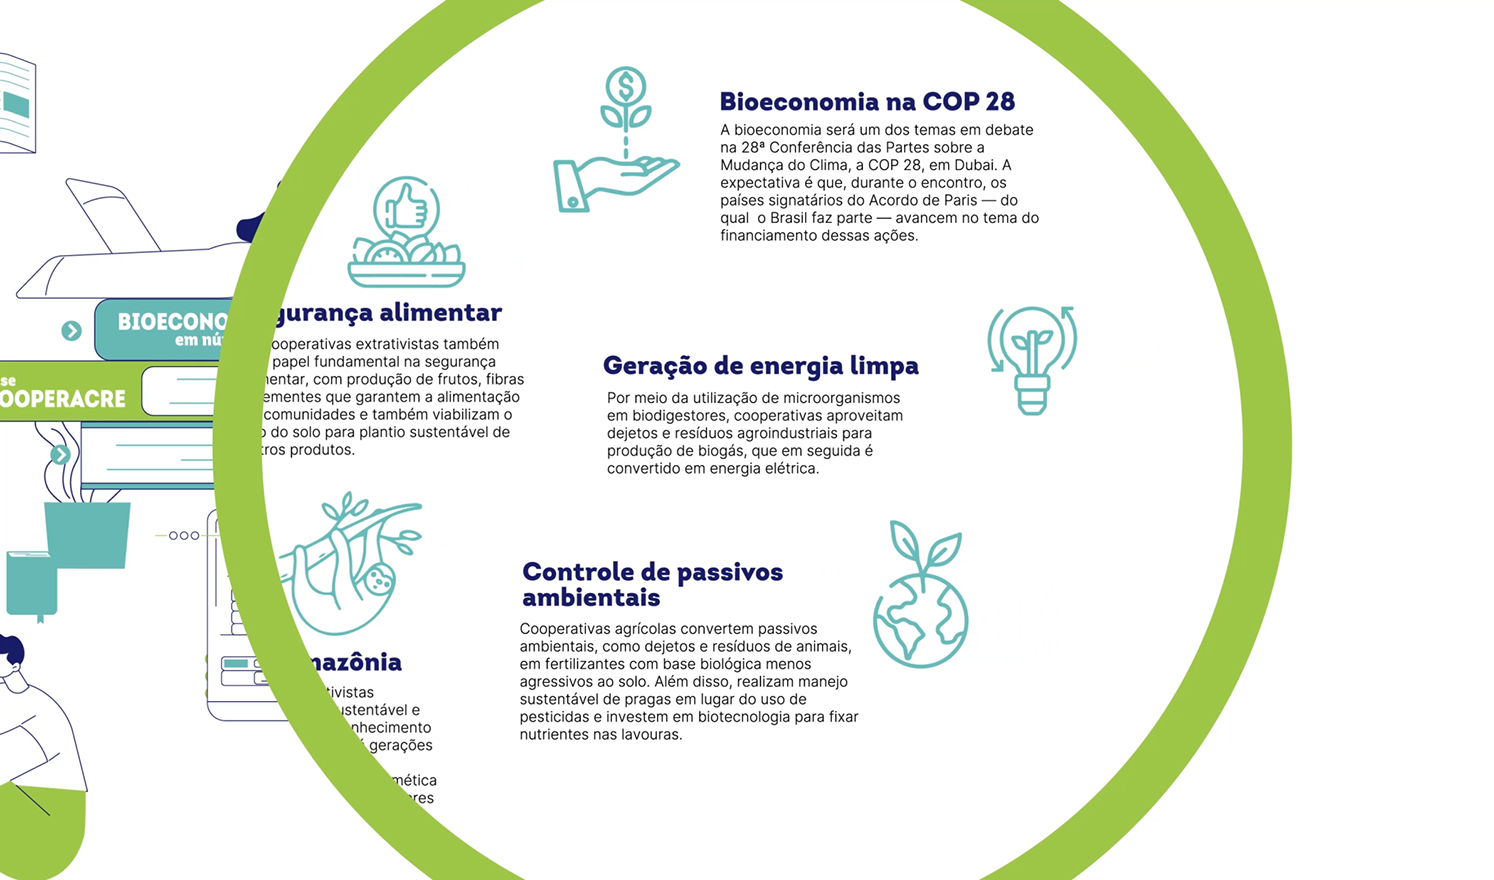 Bioeconomia na COP 28
A bioeconomia será um dos temas em debate
na 28ª Conferência das Partes sobre a
Mudança do Clima, a COP 28, em Dubai. A
expectativa é que, durante o encontro, os
países signatários do Acordo de Paris — do
qual o Brasil faz parte — avancem no tema do
financiamento dessas ações.
gurança alimentar
ooperativas extrativistas também
papel fundamental na segurança
entar, com produção de frutos, fibras
ementes que garantem a alimentação
comunidades e também viabilizam o
do solo para plantio sustentável de
tros produtos.
BIOECONO
em nú
se
OOPERACRE
Geração de energia limpa
Por meio da utilização de microorganismos
em biodigestores, cooperativas aproveitam
dejetos e resíduos agroindustriais para
produção de biogás, que em seguida é
convertido em energia elétrica.
Controle de passivos
ambientais
Cooperativas agrícolas convertem passivos
ambientais, como dejetos e resíduos de animais,
em fertilizantes com base biológica menos
agressivos ao solo. Além disso, realizam manejo
sustentável de pragas em lugar do uso de
pesticidas e investem em biotecnologia para fixar
nutrientes nas lavouras.
mazônia
tivistas
ustentável e
nhecimento
gerações
mética
res